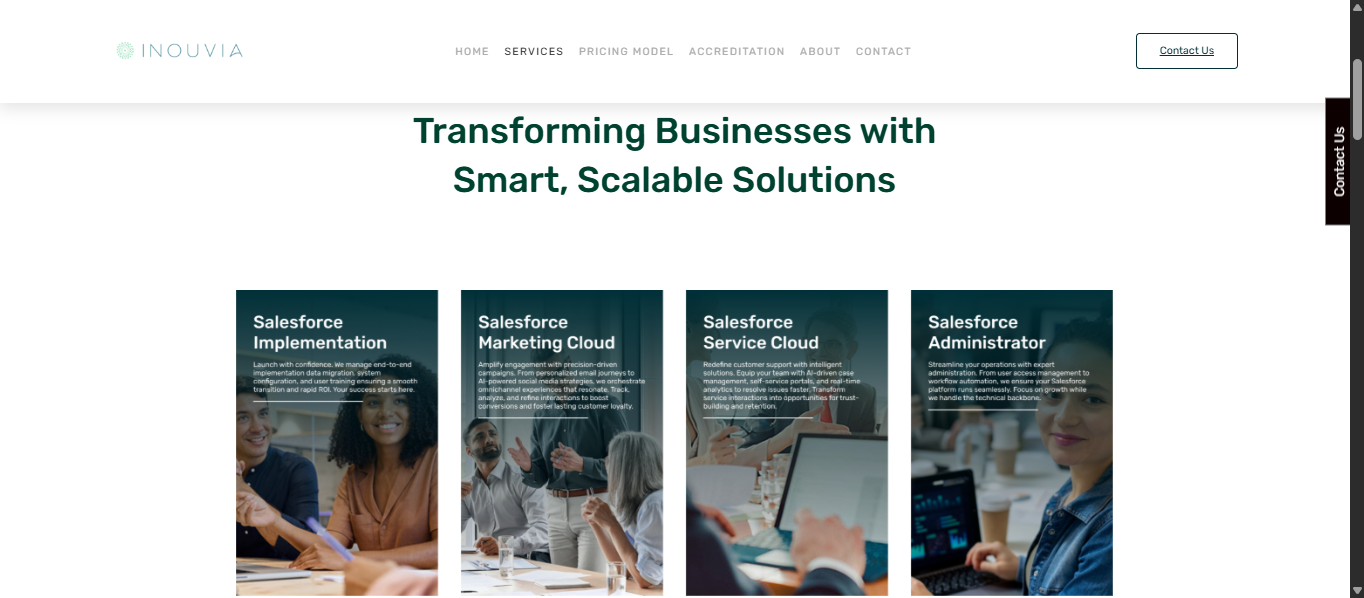 INOUVIA
HOME SERVICES PRICING MODEL ACCREDITATION ABOUT CONTACT
Contact Us
Contact Us
Transforming Businesses with
Smart, Scalable Solutions
Salesforce
Implementation
Launch with confidence. We manage end-to-end
implementation data migration, system
configuration, and user training ensuring a smooth
transition and rapid ROI. Your success starts here.
Salesforce
Marketing Cloud
Amplify engagement with precision-driven
campaigns. From personalized email journeys to
AI-powered social media strategies, we orchestrate
omnichannel experiences that resonate. Track,
analyze, and refine interactions to boost
conversions and foster lasting customer loyalty.
Salesforce
Service Cloud
Redefine customer support with intelligent
solutions. Equip your team with AI-driven case
management, self-service portals, and real-time
analytics to resolve issues faster. Transform
service interactions into opportunities for trust-
building and retention.
Salesforce
Administrator
Streamline your operations with expert
administration. From user access management to
workflow automation, we ensure your Salesforce
platform runs seamlessly. Focus on growth while
we handle the technical backbone.